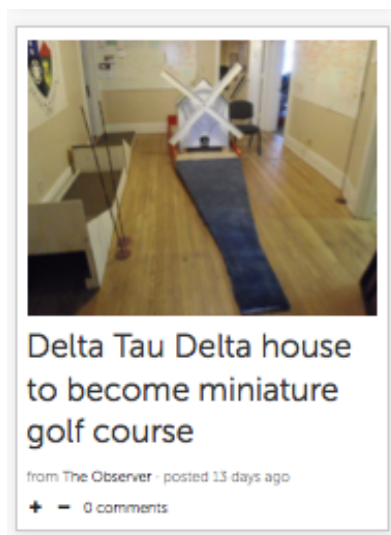 Delta Tau Delta house
to become miniature
golf course
from The Observer · posted 13 days ago
+ − 0 comments